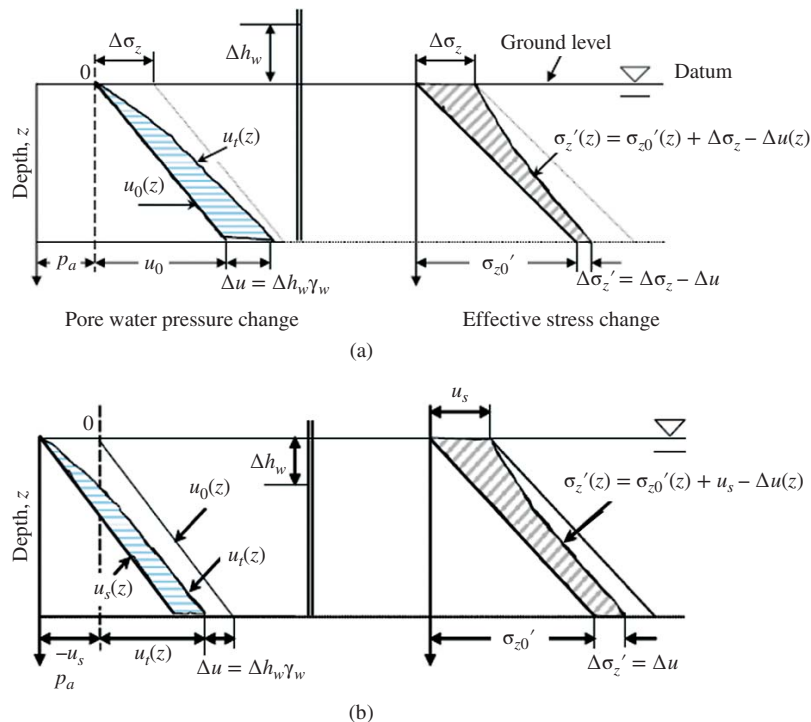 Δσz
Δhw
0
ut(z)
u0(z)
Depth, z
pa
u0
Δu = Δhwγw
Pore water pressure change
Δσz
Ground level
Datum
σz′(z) = σz0′(z) + Δσz − Δu(z)
σz0′
Δσz′ = Δσz − Δu
Effective stress change
(a)
0
Δhw
u0(z)
ut(z)
us(z)
Depth, z
−us
pa
ut(z)
Δu = Δhwγw
us
σz′(z) = σz0′(z) + us − Δu(z)
σz0′
Δσz′ = Δu
(b)